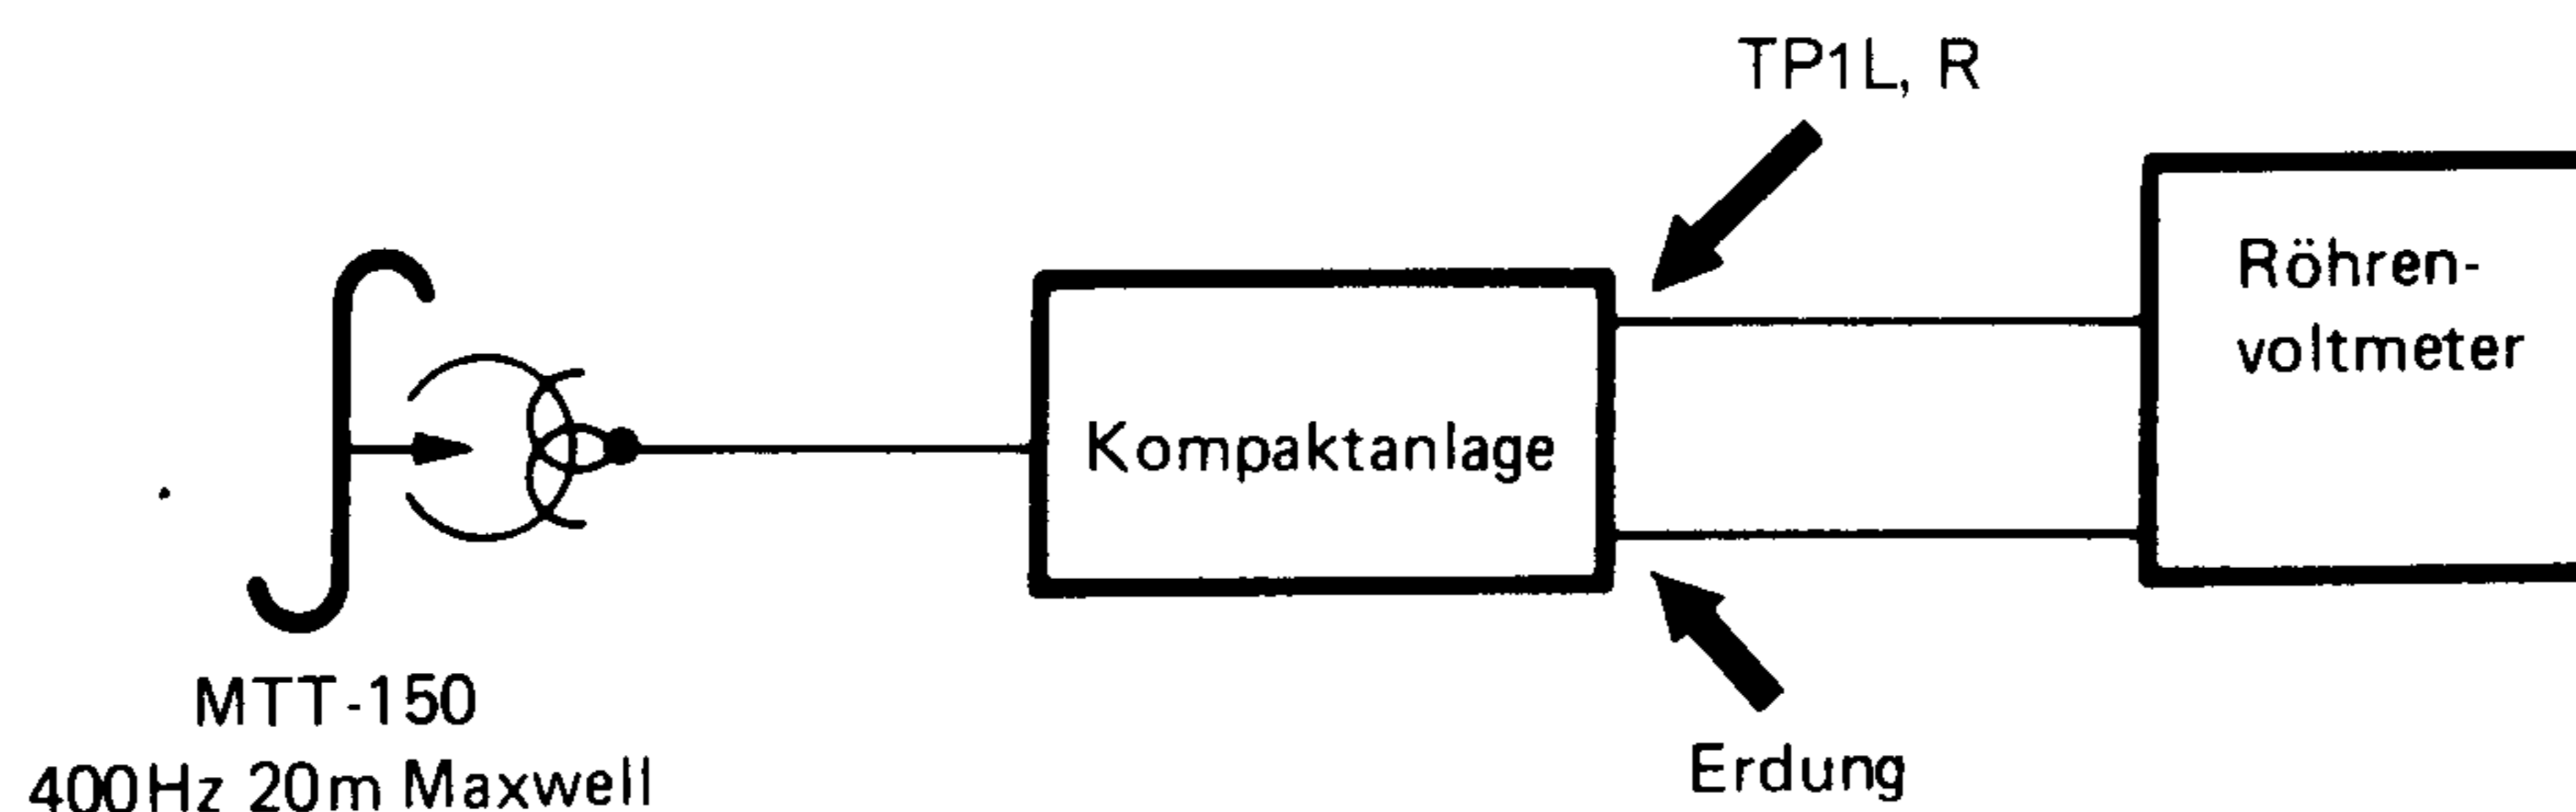 TP1L, R
Röhren-
voltmeter
Kompaktanlage
MTT-150
400Hz 20m Maxwell
Erdung